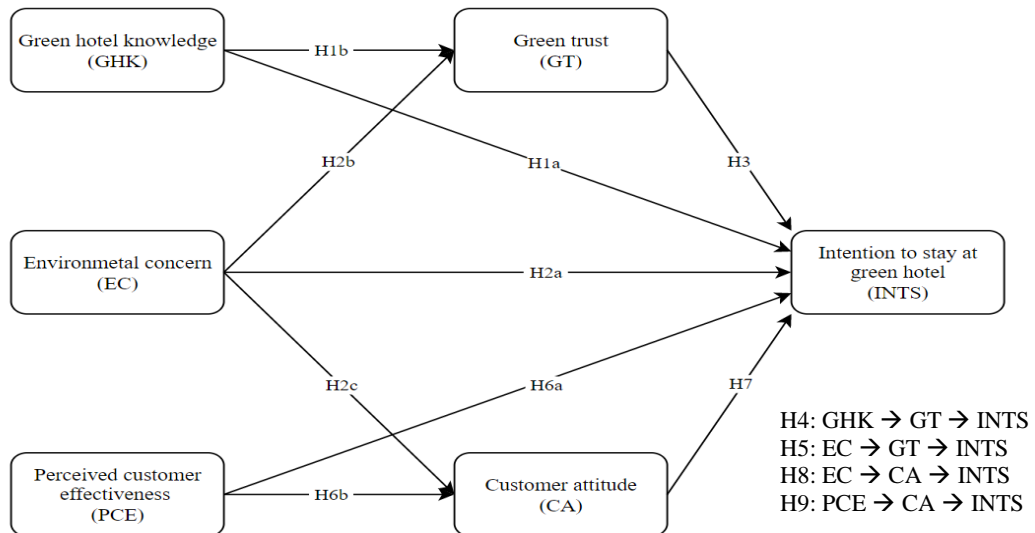 Green hotel knowledge
(GHK)
H1b
Green trust
(GT)
H2b
H1a
H3
Environmetal concern
(EC)
H2a
Intention to stay at
green hotel
(INTS)
H2c
H6a
H7
Perceived customer
effectiveness
(PCE)
H6b
Customer attitude
(CA)
H4: GHK → GT → INTS
H5: EC → GT → INTS
H8: EC → CA → INTS
H9: PCE → CA → INTS